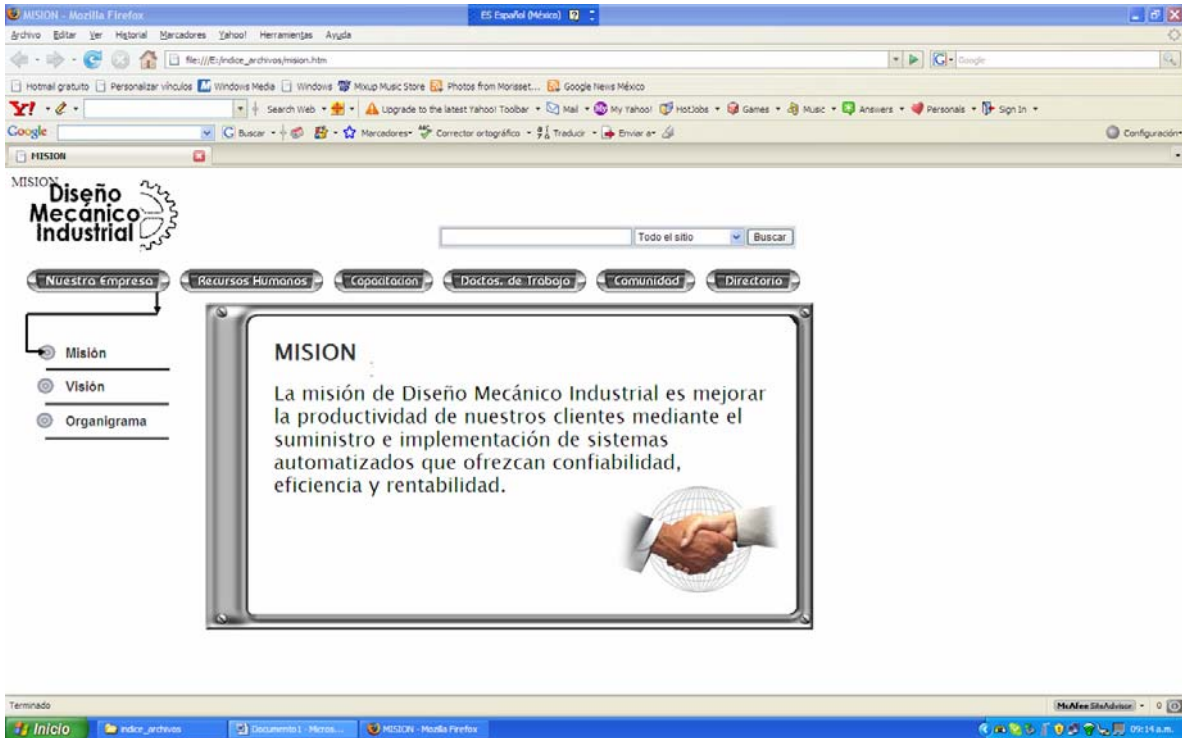 MISION - Mozilla Firefox
ES Español (México)
Archivo Editar Ver Historial Marcadores Yahoo! Herramientas Ayuda
file:///E:/indice_archivos/mision.htm
Google
Hotmail gratuito Personalizar vínculos Windows Media Windows Mixup Music Store Photos from Morisset... Google News México
Y! Search Web Upgrade to the latest Yahoo! Toolbar Mail My Yahoo! HotJobs Games Music Answers Personals Sign In
Google Buscar Marcadores Corrector ortográfico Traducir Enviar a Configuración
MISION
MISION
Diseño
Mecánico
Industrial
Todo el sitio Buscar
Nuestra Empresa Recursos Humanos Capacitacion Doctos. de Trabajo Comunidad Directorio
Misión
Visión
Organigrama
MISION
La misión de Diseño Mecánico Industrial es mejorar
la productividad de nuestros clientes mediante el
suministro e implementación de sistemas
automatizados que ofrezcan confiabilidad,
eficiencia y rentabilidad.
Terminado
McAfee SiteAdvisor
0
Inicio indice_archivos Documento1 - Micros... MISION - Mozilla Firefox 09:14 a.m.